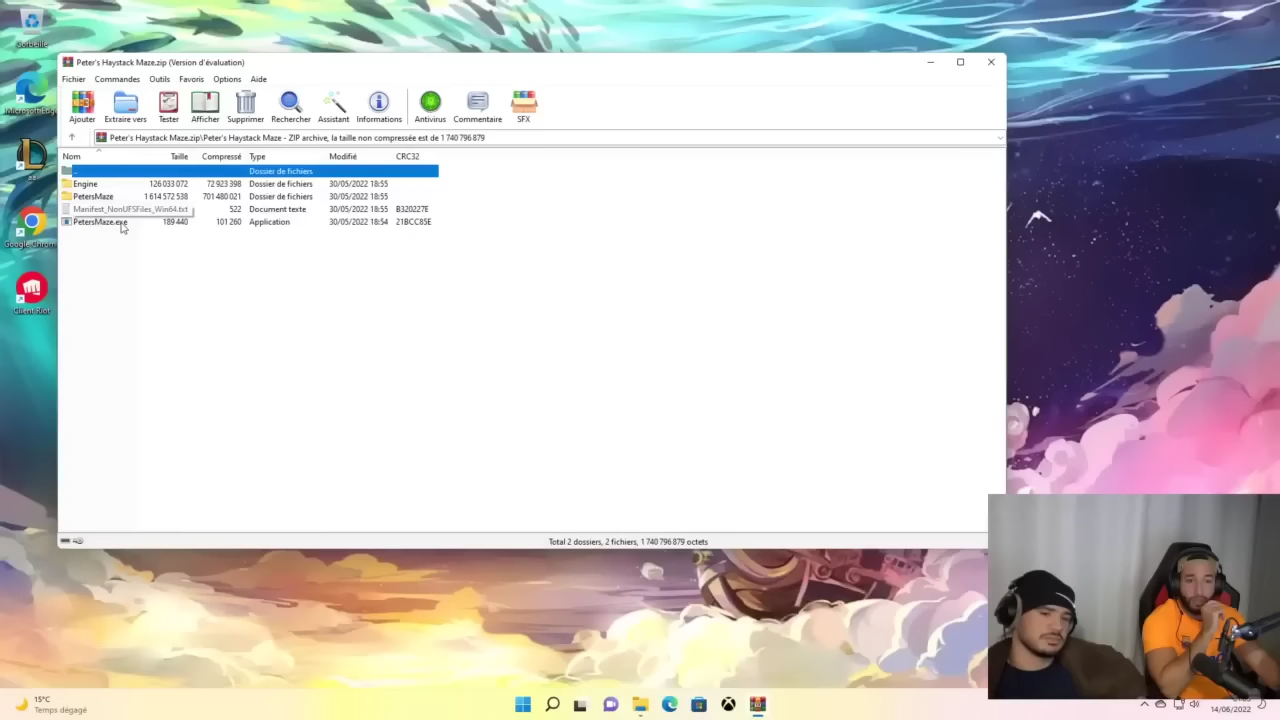 Corbeille
Microsoft Edge
Google Chrome
Client Riot
Peter's Haystack Maze.zip (Version d'évaluation)
Fichier Commandes Outils Favoris Options Aide
Ajouter Extraire vers Tester Afficher Supprimer Rechercher Assistant Informations Antivirus Commentaire SFX
Peter's Haystack Maze.zip\Peter's Haystack Maze - ZIP archive, la taille non compressée est de 1 740 796 879
Nom Taille Compressé Type Modifié CRC32
.. Dossier de fichiers
Engine 126 033 072 72 923 398 Dossier de fichiers 30/05/2022 18:55
PetersMaze 1 614 572 538 701 480 021 Dossier de fichiers 30/05/2022 18:55
Manifest_NonUFSFiles_Win64.txt 522 Document texte 30/05/2022 18:55 B320227E
PetersMaze.exe 189 440 101 260 Application 30/05/2022 18:54 21BCC85E
Total 2 dossiers, 2 fichiers, 1 740 796 879 octets
15°C
Temps dégagé
14/06/2022